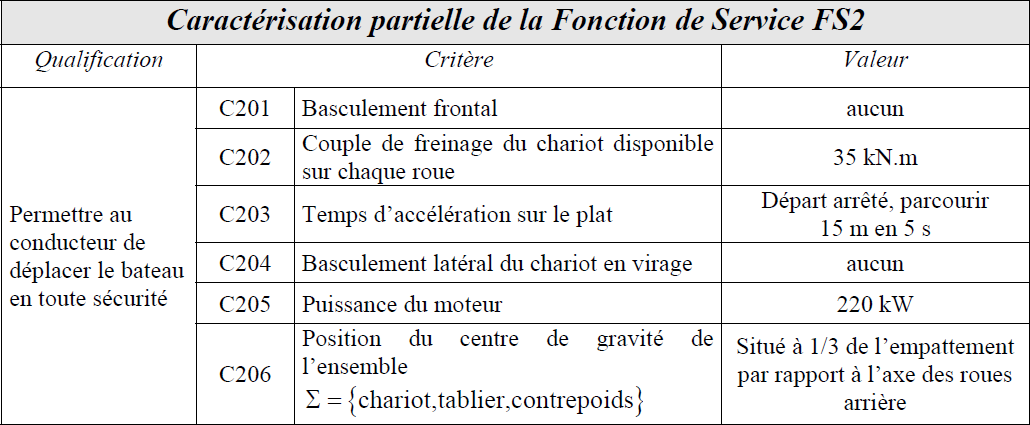 Caractérisation partielle de la Fonction de Service FS2
Qualification Critère Valeur
Permettre au
conducteur de
déplacer le bateau
en toute sécurité
C201 Basculement frontal aucun
C202 Couple de freinage du chariot disponible
sur chaque roue
35 kN.m
C203 Temps d’accélération sur le plat
Départ arrêté, parcourir
15 m en 5 s
C204 Basculement latéral du chariot en virage aucun
C205 Puissance du moteur 220 kW
C206 Position du centre de gravité de
l’ensemble
Σ = {chariot,tablier,contrepoids}
Situé à 1/3 de l’empattement
par rapport à l’axe des roues
arrière